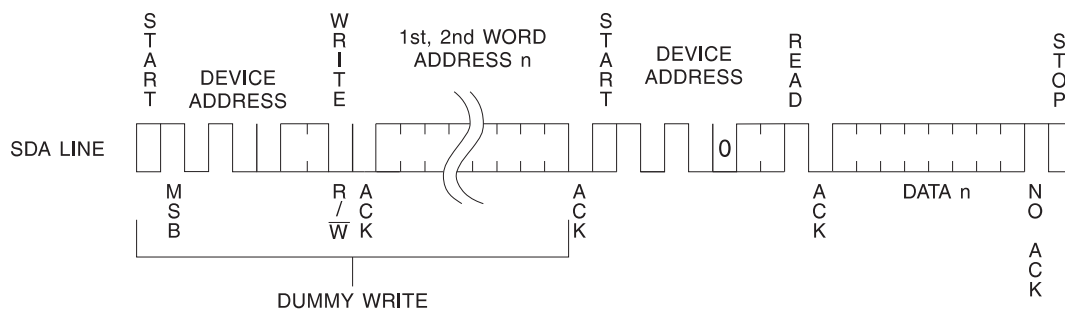 START
WRITE
1st, 2nd WORD
ADDRESS n
START
DEVICE
ADDRESS
READ
STOP
DEVICE
ADDRESS
SDA LINE
0
MSB
R/W
ACK
ACK
ACK
DATA n
NO ACK
DUMMY WRITE